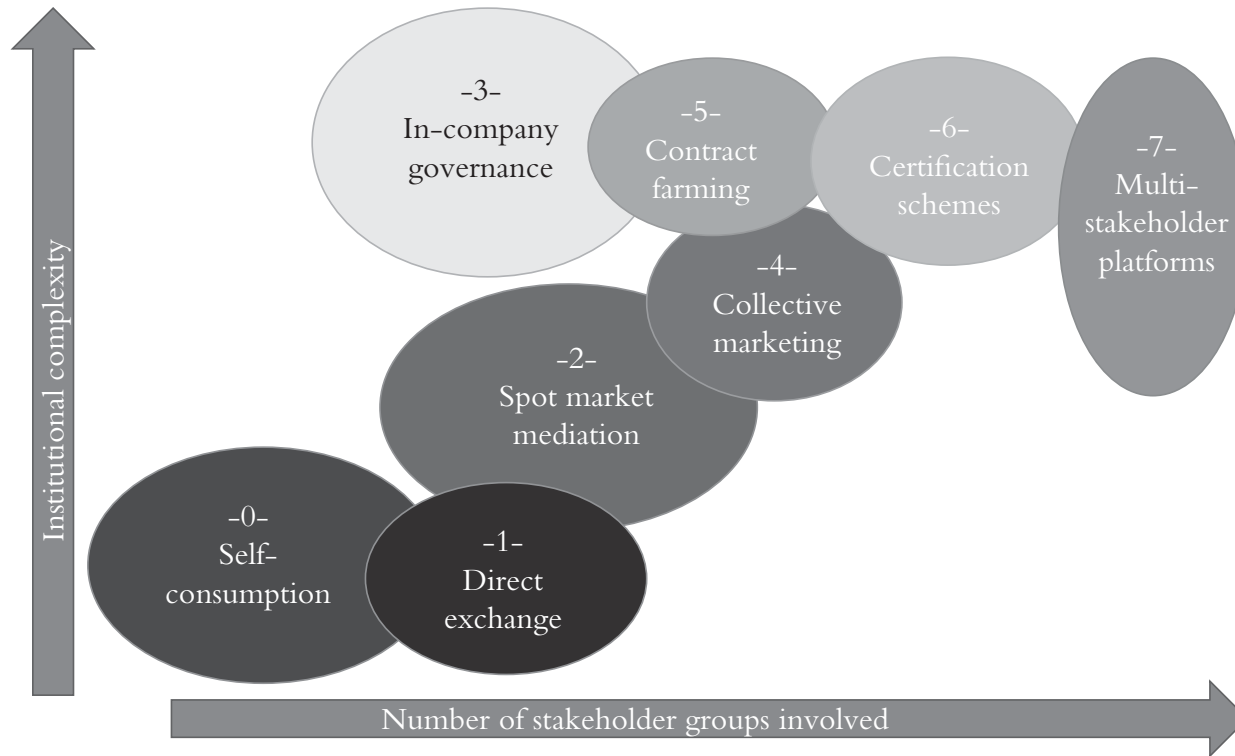 Institutional complexity
-3-
In-company
governance
-5-
Contract
farming
-6-
Certification
schemes
-7-
Multi-
stakeholder
platforms
-4-
Collective
marketing
-2-
Spot market
mediation
-0-
Self-
consumption
-1-
Direct
exchange
Number of stakeholder groups involved